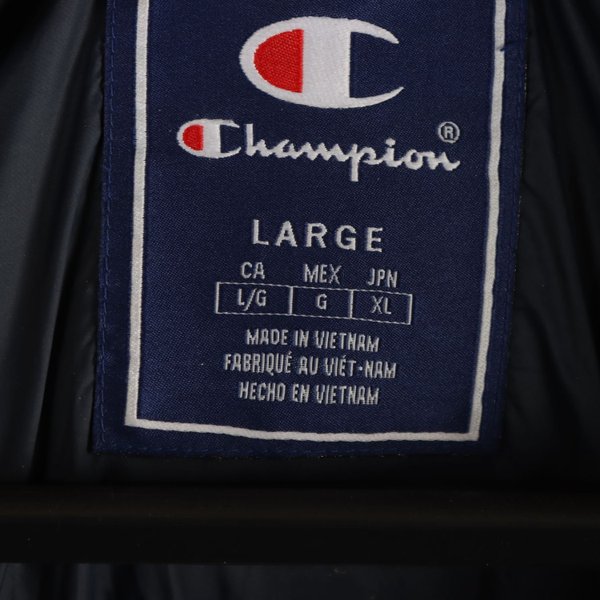 Champion®
LARGE
CA MEX JPN
L/G G XL
MADE IN VIETNAM
FABRIQUÉ AU VIÊT-NAM
HECHO EN VIETNAM